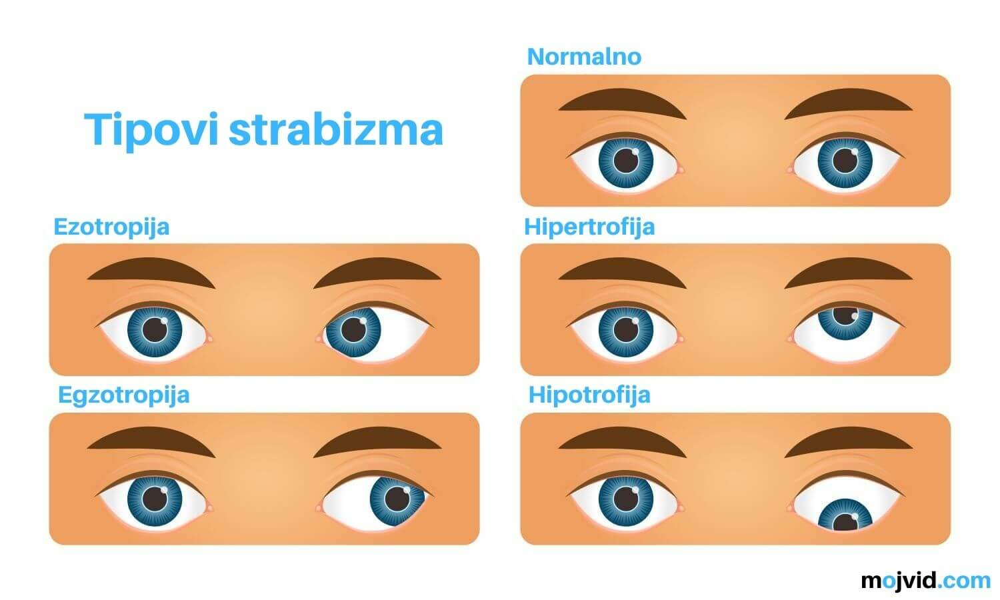 Tipovi strabizma
Normalno
Ezotropija
Hipertrofija
Egzotropija
Hipotrofija
mojvid.com